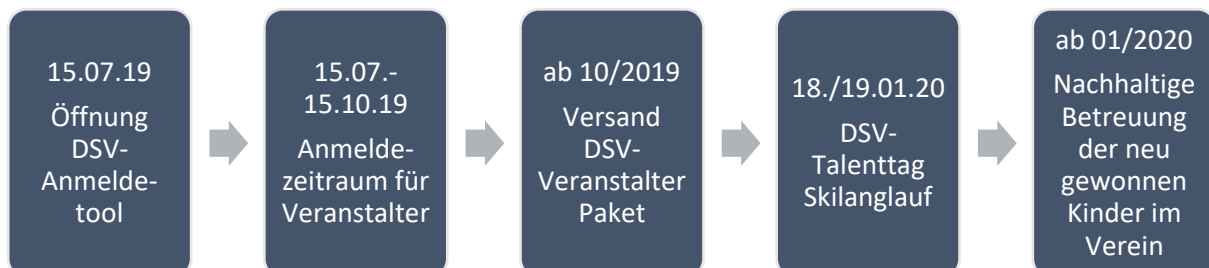 15.07.19
Öffnung
DSV-
Anmelde-
tool
15.07.-
15.10.19
Anmelde-
zeitraum für
Veranstalter
ab 10/2019
Versand
DSV-
Veranstalter
Paket
18./19.01.20
DSV-
Talenttag
Skilanglauf
ab 01/2020
Nachhaltige
Betreuung
der neu
gewonnen
Kinder im
Verein